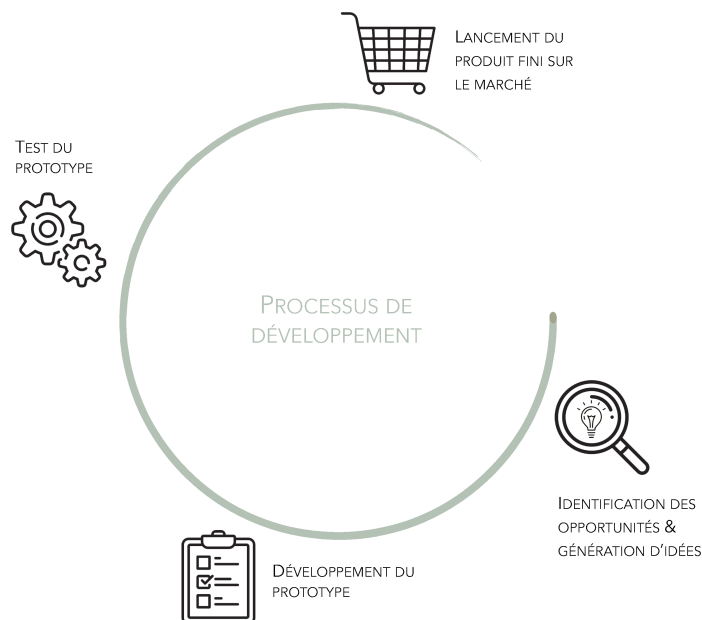 Lancement du
produit fini sur
le marché
Test du
prototype
Processus de
développement
Identification des
opportunités &
génération d'idées
Développement du
prototype